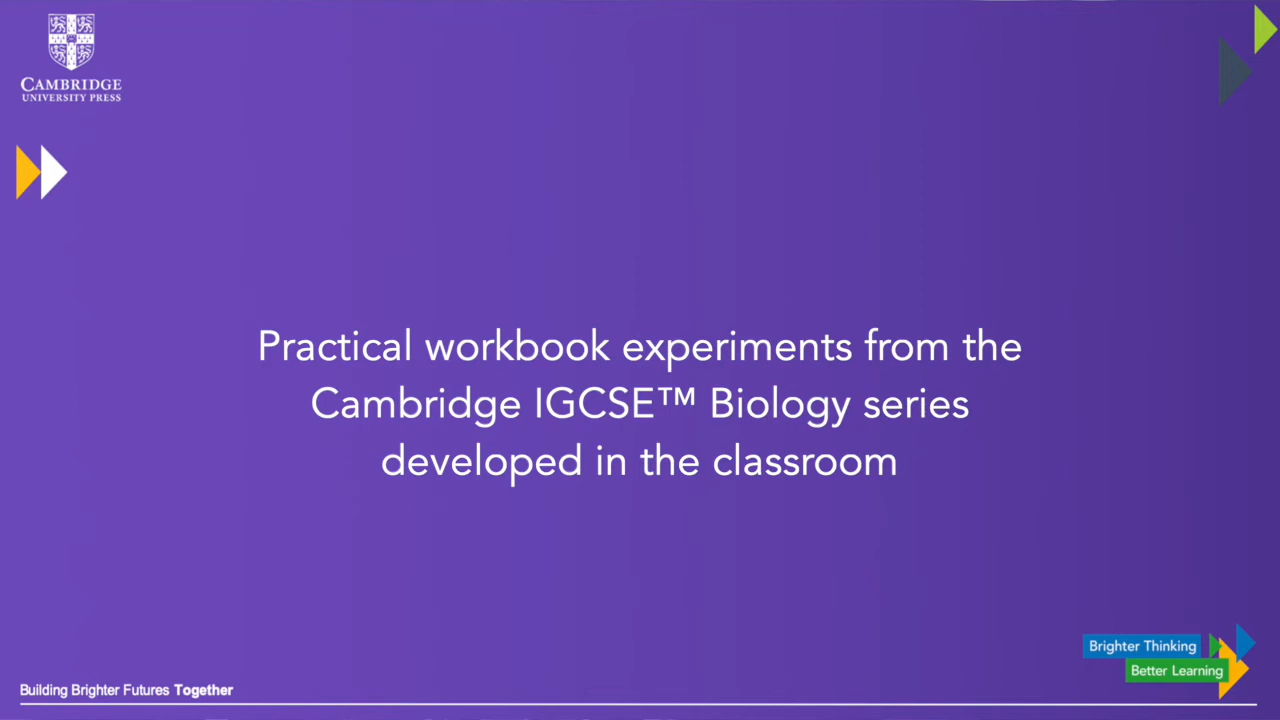 CAMBRIDGE
UNIVERSITY PRESS
Practical workbook experiments from the
Cambridge IGCSE™ Biology series
developed in the classroom
Brighter Thinking
Better Learning
Building Brighter Futures Together